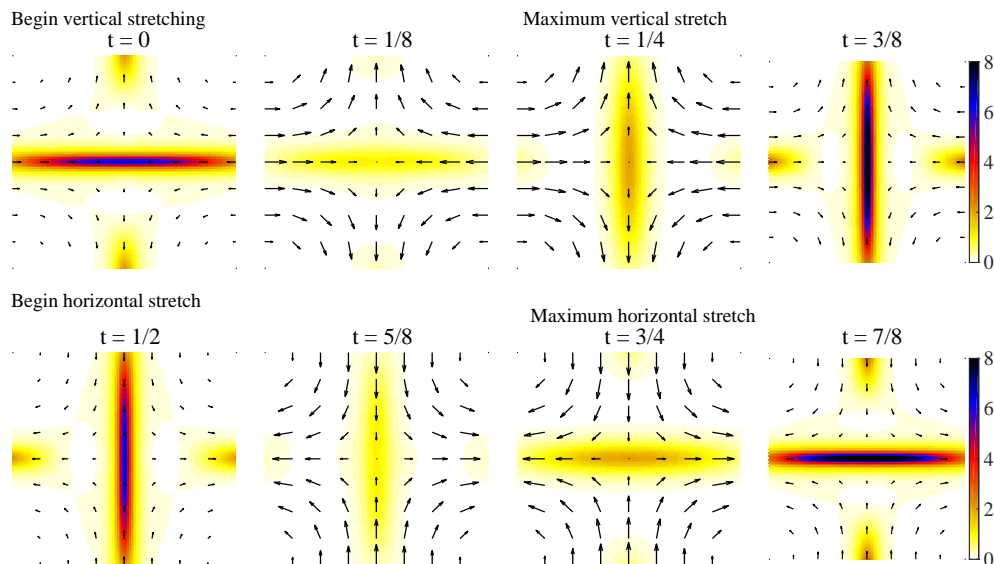 Begin vertical stretching
Maximum vertical stretch
t = 0
t = 1/8
t = 1/4
t = 3/8
8
6
4
2
0
Begin horizontal stretch
Maximum horizontal stretch
t = 1/2
t = 5/8
t = 3/4
t = 7/8
8
6
4
2
0